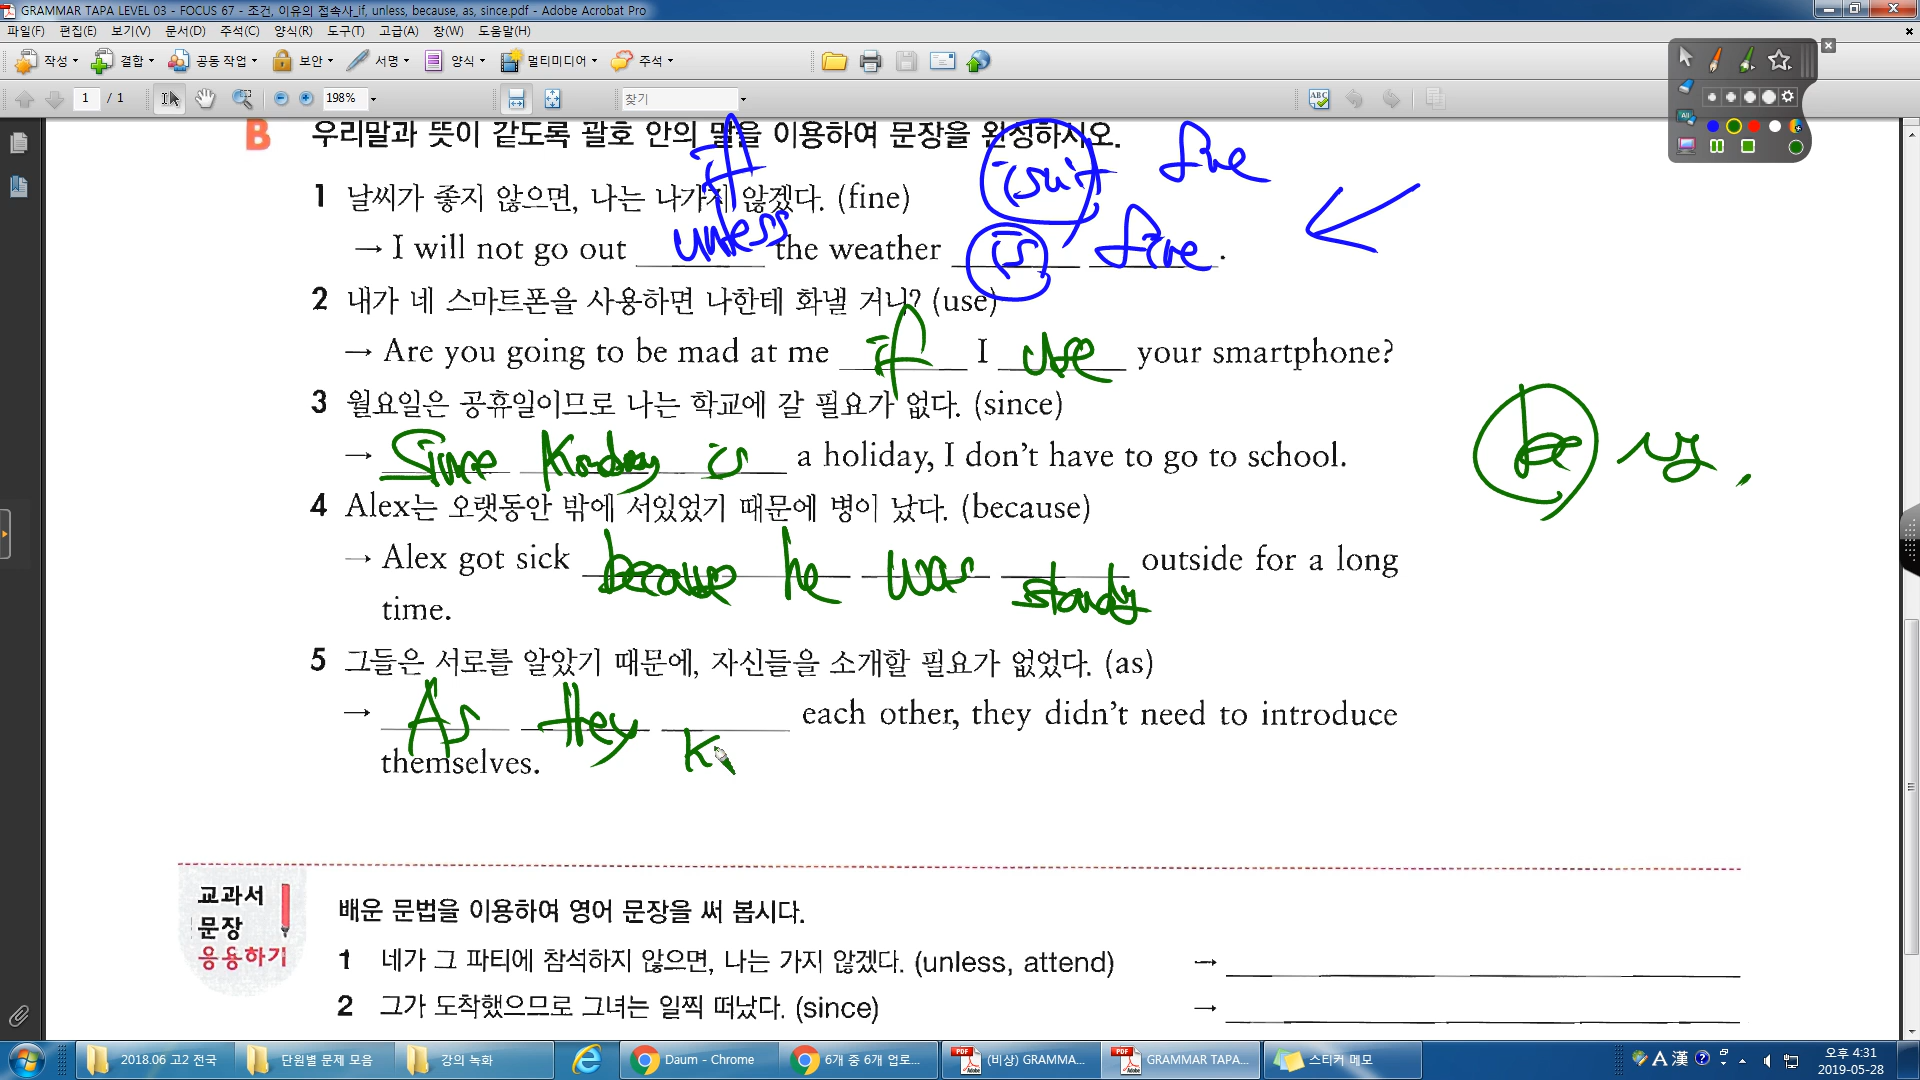 GRAMMAR TAPA LEVEL 03 - FOCUS 67 - 조건, 이유의 접속사_if, unless, because, as, since.pdf - Adobe Acrobat Pro
파일(F) 편집(E) 보기(V) 문서(D) 주석(C) 양식(R) 도구(T) 고급(A) 창(W) 도움말(H)
작성 결합 공동 작업 보안 서명 양식 멀티미디어 주석
1 / 1 198% 찾기
B 우리말과 뜻이 같도록 괄호 안의 말을 이용하여 문장을 완성하시오.
if isn't fine
1 날씨가 좋지 않으면, 나는 나가지 않겠다. (fine)
→ I will not go out unless the weather is fine.
2 내가 네 스마트폰을 사용하면 나한테 화낼 거니? (use)
→ Are you going to be mad at me if I use your smartphone?
3 월요일은 공휴일이므로 나는 학교에 갈 필요가 없다. (since)
→ Since Monday is a holiday, I don't have to go to school.
be
4 Alex는 오랫동안 밖에 서있었기 때문에 병이 났다. (because)
→ Alex got sick because he was standing outside for a long
time.
5 그들은 서로를 알았기 때문에, 자신들을 소개할 필요가 없었다. (as)
→ As they K each other, they didn't need to introduce
themselves.
교과서
문장
응용하기
배운 문법을 이용하여 영어 문장을 써 봅시다.
1 네가 그 파티에 참석하지 않으면, 나는 가지 않겠다. (unless, attend) →
2 그가 도착했으므로 그녀는 일찍 떠났다. (since) →
2018.06 고2 전국 단원별 문제 모음 강의 녹화 Daum - Chrome 6개 중 6개 업로... (비상) GRAMMA... GRAMMAR TAPA... 스티커 메모 A 漢
오후 4:31
2019-05-28